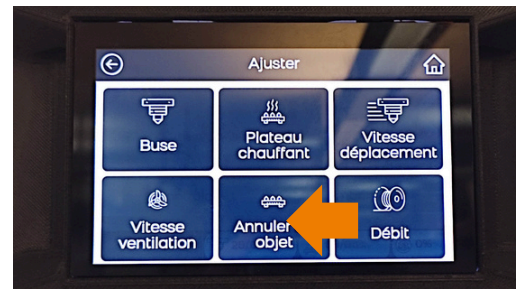 Ajuster
Buse
Plateau
chauffant
Vitesse
déplacement
Vitesse
ventilation
Annuler
objet
Débit